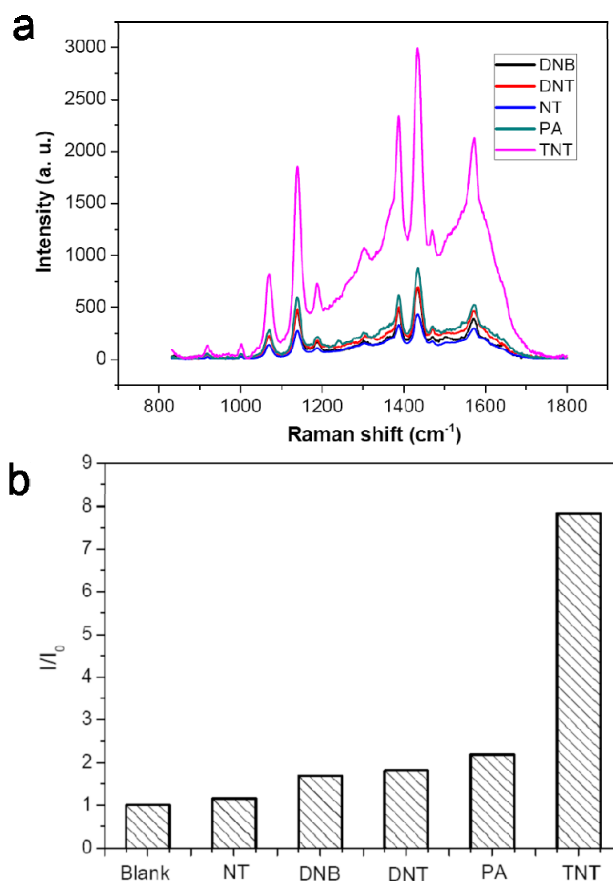 a
3000
2500
2000
1500
1000
500
0
Intensity (a. u.)
DNB
DNT
NT
PA
TNT
800 1000 1200 1400 1600 1800
Raman shift (cm-1)
b
9
8
7
6
5
4
3
2
1
0
I/I0
Blank NT DNB DNT PA TNT